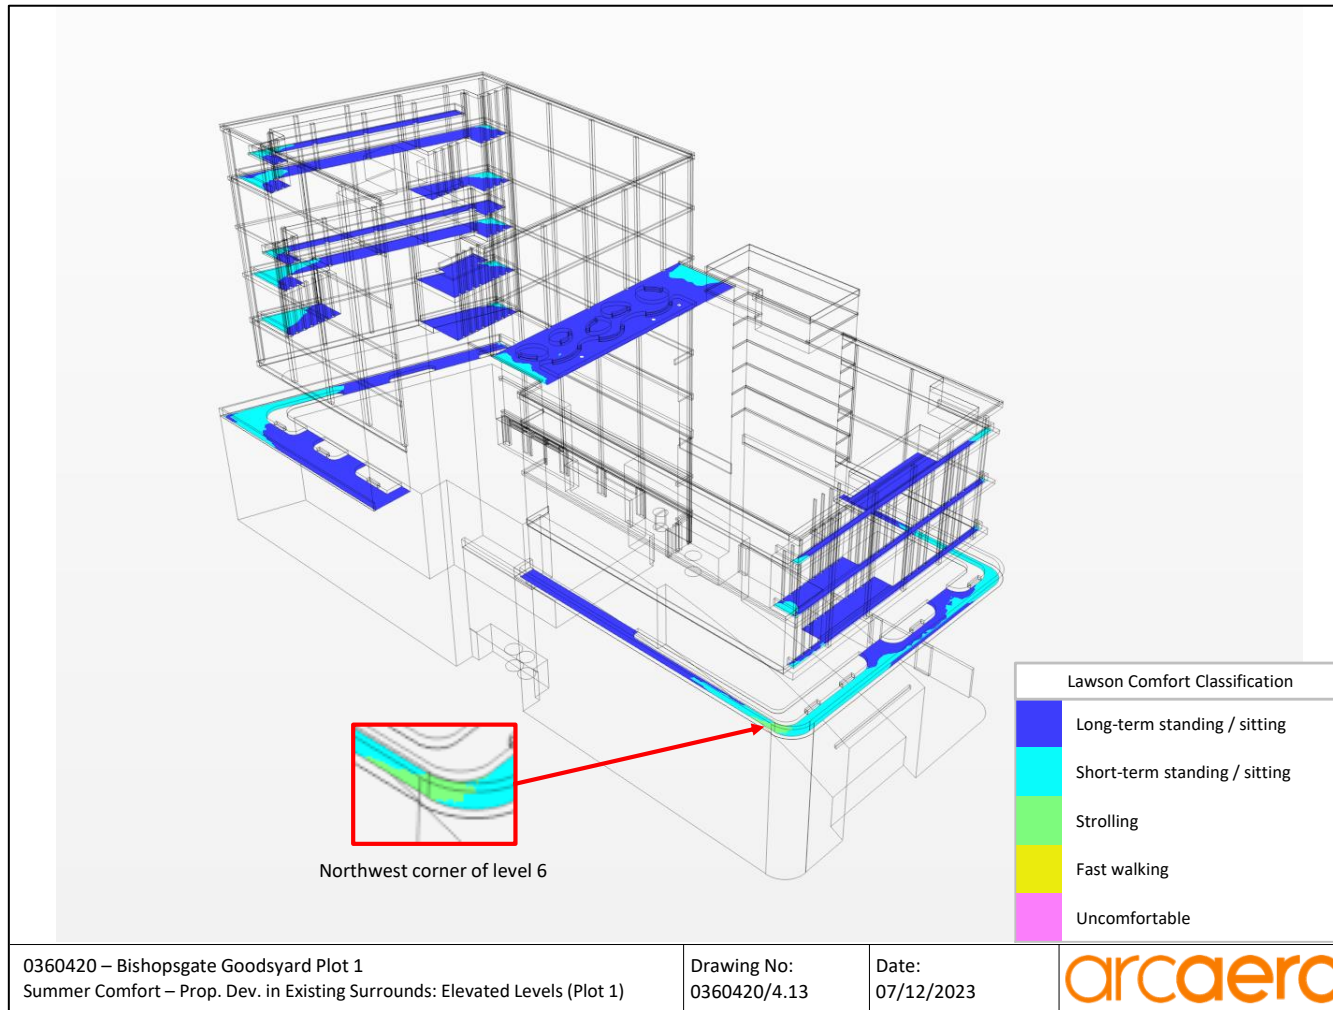 Lawson Comfort Classification
Long-term standing / sitting
Short-term standing / sitting
Strolling
Fast walking
Uncomfortable
Northwest corner of level 6
0360420 – Bishopsgate Goodsyard Plot 1
Summer Comfort – Prop. Dev. in Existing Surrounds: Elevated Levels (Plot 1)
Drawing No:
0360420/4.13
Date:
07/12/2023
arcaero